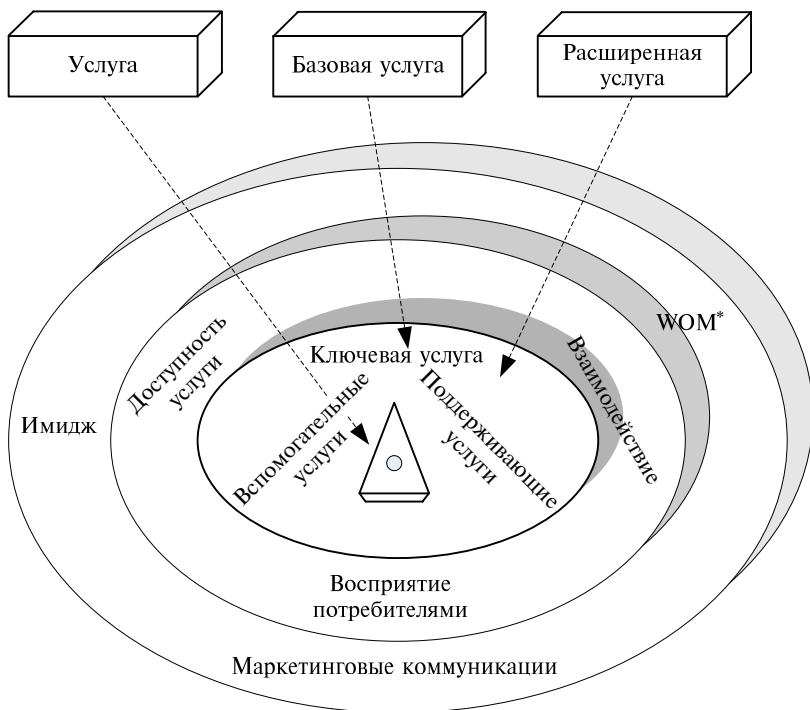 Услуга
Базовая услуга
Расширенная
услуга
WOM*
Доступность
услуги
Ключевая услуга
Взаимодействие
Имидж
Вспомогательные
услуги
Поддерживающие
услуги
Восприятие
потребителями
Маркетинговые коммуникации